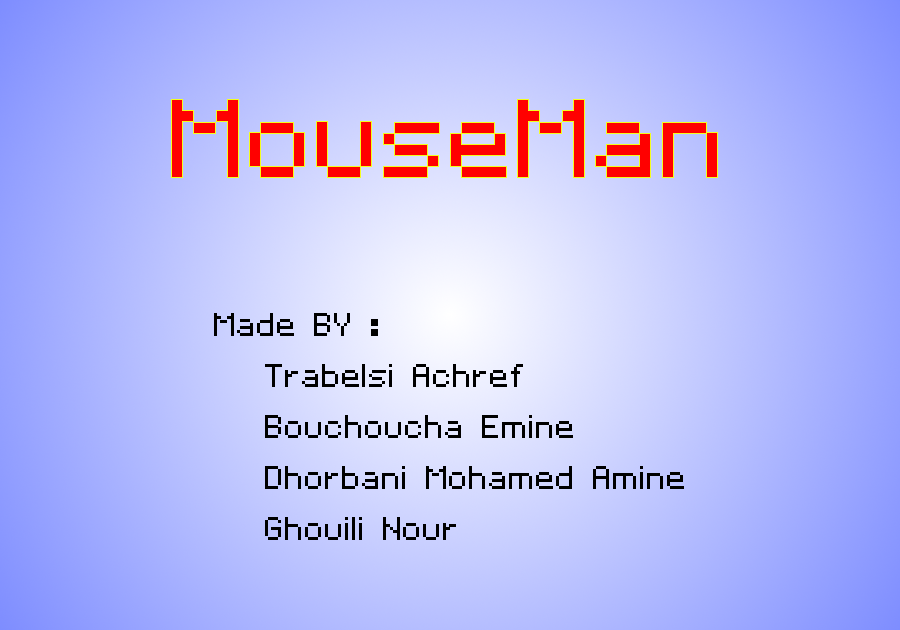 MouseMan
Made BY :
Trabelsi Achref
Bouchoucha Emine
Dhorbani Mohamed Amine
Ghouili Nour